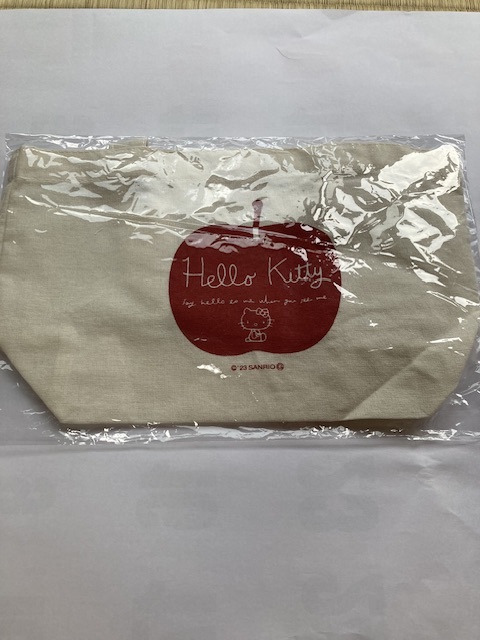 Hello Kitty
Say hello to me when you see me
© '23 SANRIO